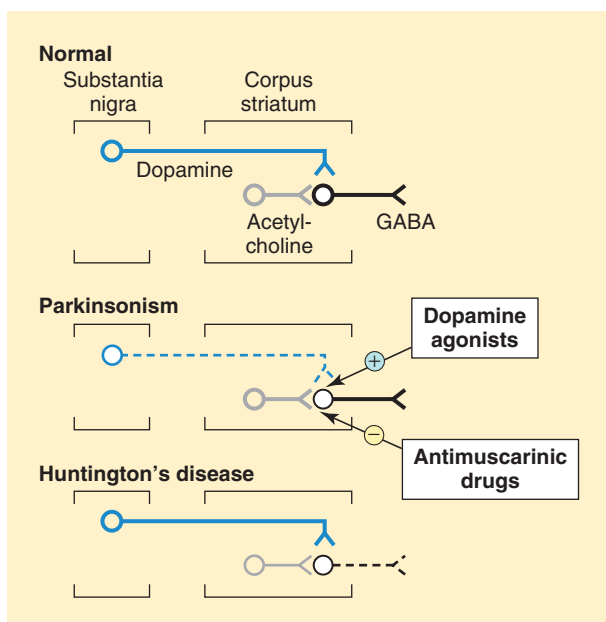 Normal
Substantia
nigra
Corpus
striatum
Dopamine
Acetyl-
choline
GABA
Parkinsonism
Dopamine
agonists
+
−
Antimuscarinic
drugs
Huntington’s disease